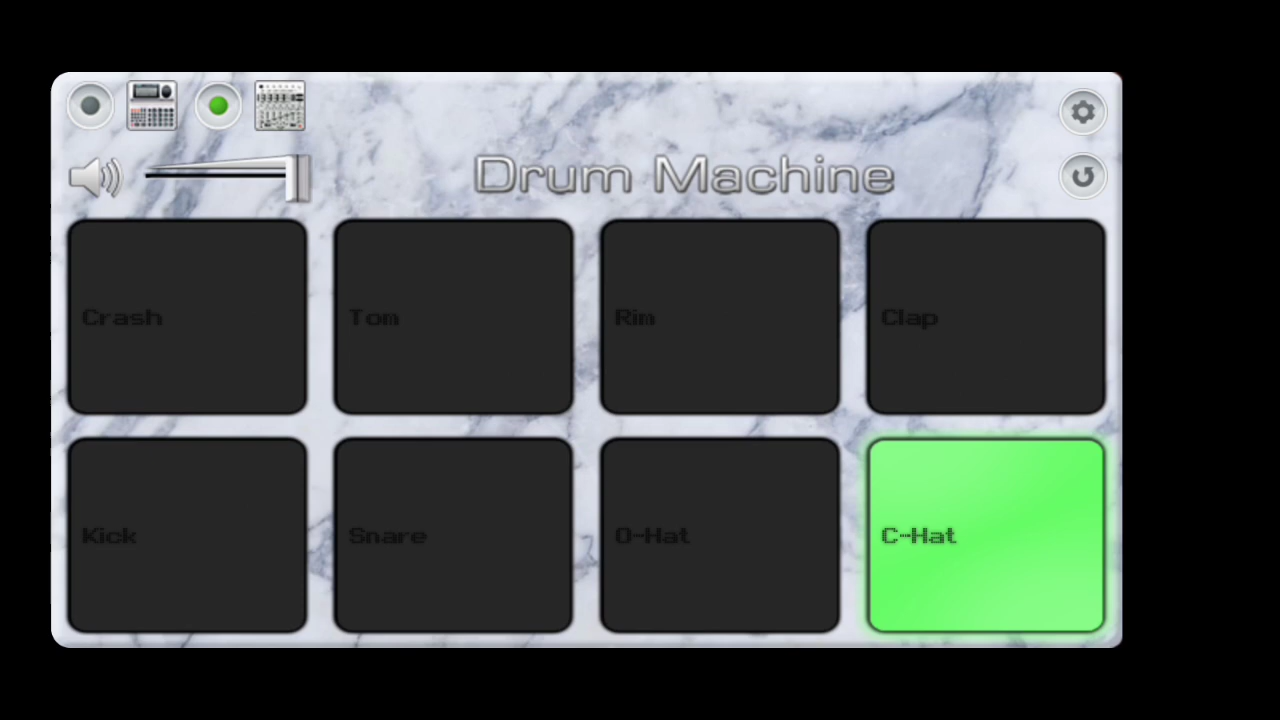 Drum Machine
Crash
Tom
Rim
Clap
Kick
Snare
O-Hat
C-Hat